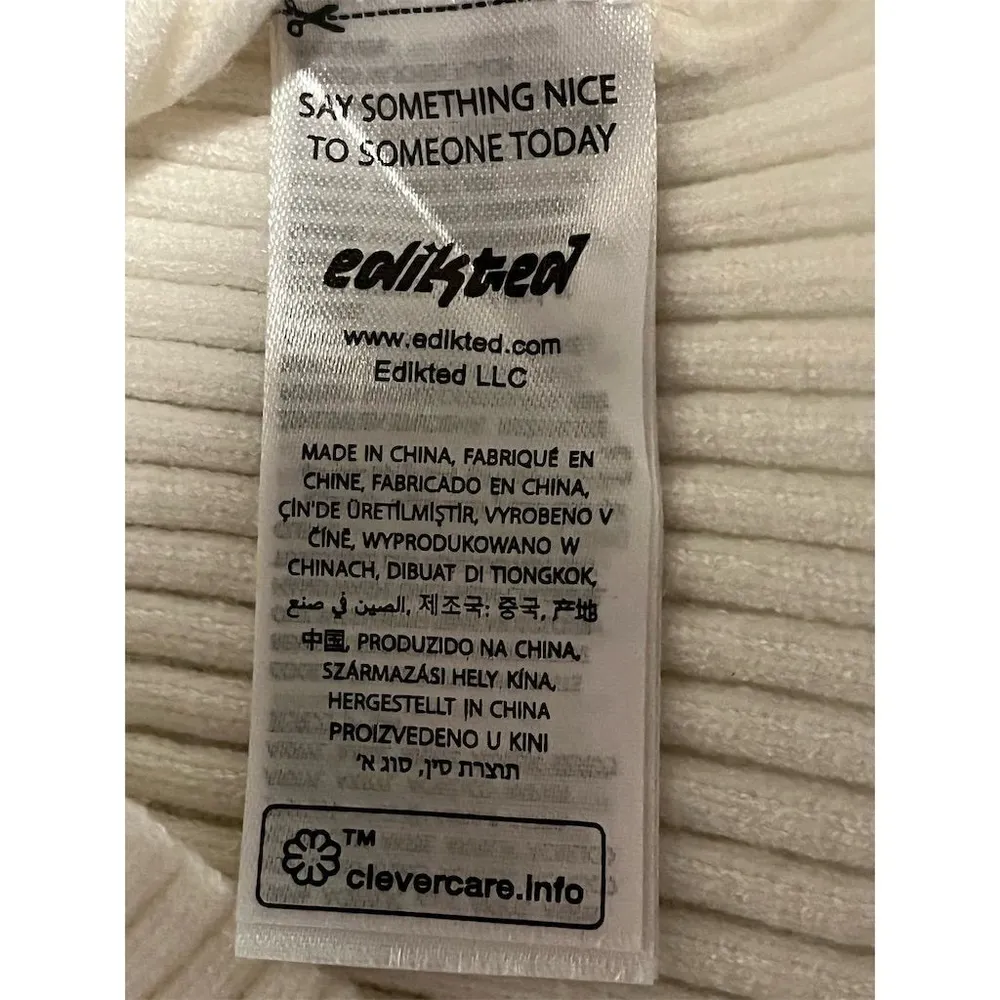 SAY SOMETHING NICE
TO SOMEONE TODAY
edikted
www.edikted.com
Edikted LLC
MADE IN CHINA, FABRIQUÉ EN
CHINE, FABRICADO EN CHINA,
ÇİN'DE ÜRETİLMİŞTİR, VYROBENO V
ČÍNĚ, WYPRODUKOWANO W
CHINACH, DIBUAT DI TIONGKOK,
الصين في صنع, 제조국: 중국, 产地
中国, PRODUZIDO NA CHINA,
SZÁRMAZÁSI HELY KÍNA,
HERGESTELLT IN CHINA
PROIZVEDENO U KINI
תוצרת סין, סוג א'
TM
clevercare.info